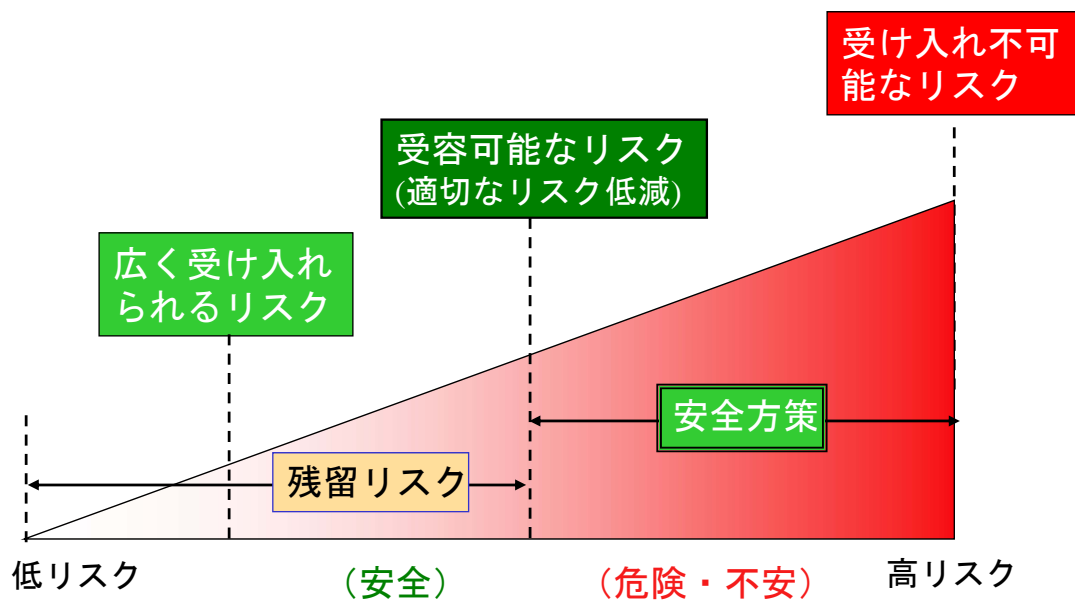 受け入れ不可
能なリスク
受容可能なリスク
(適切なリスク低減)
広く受け入れ
られるリスク
安全方策
残留リスク
低リスク
(安全)
(危険・不安)
高リスク